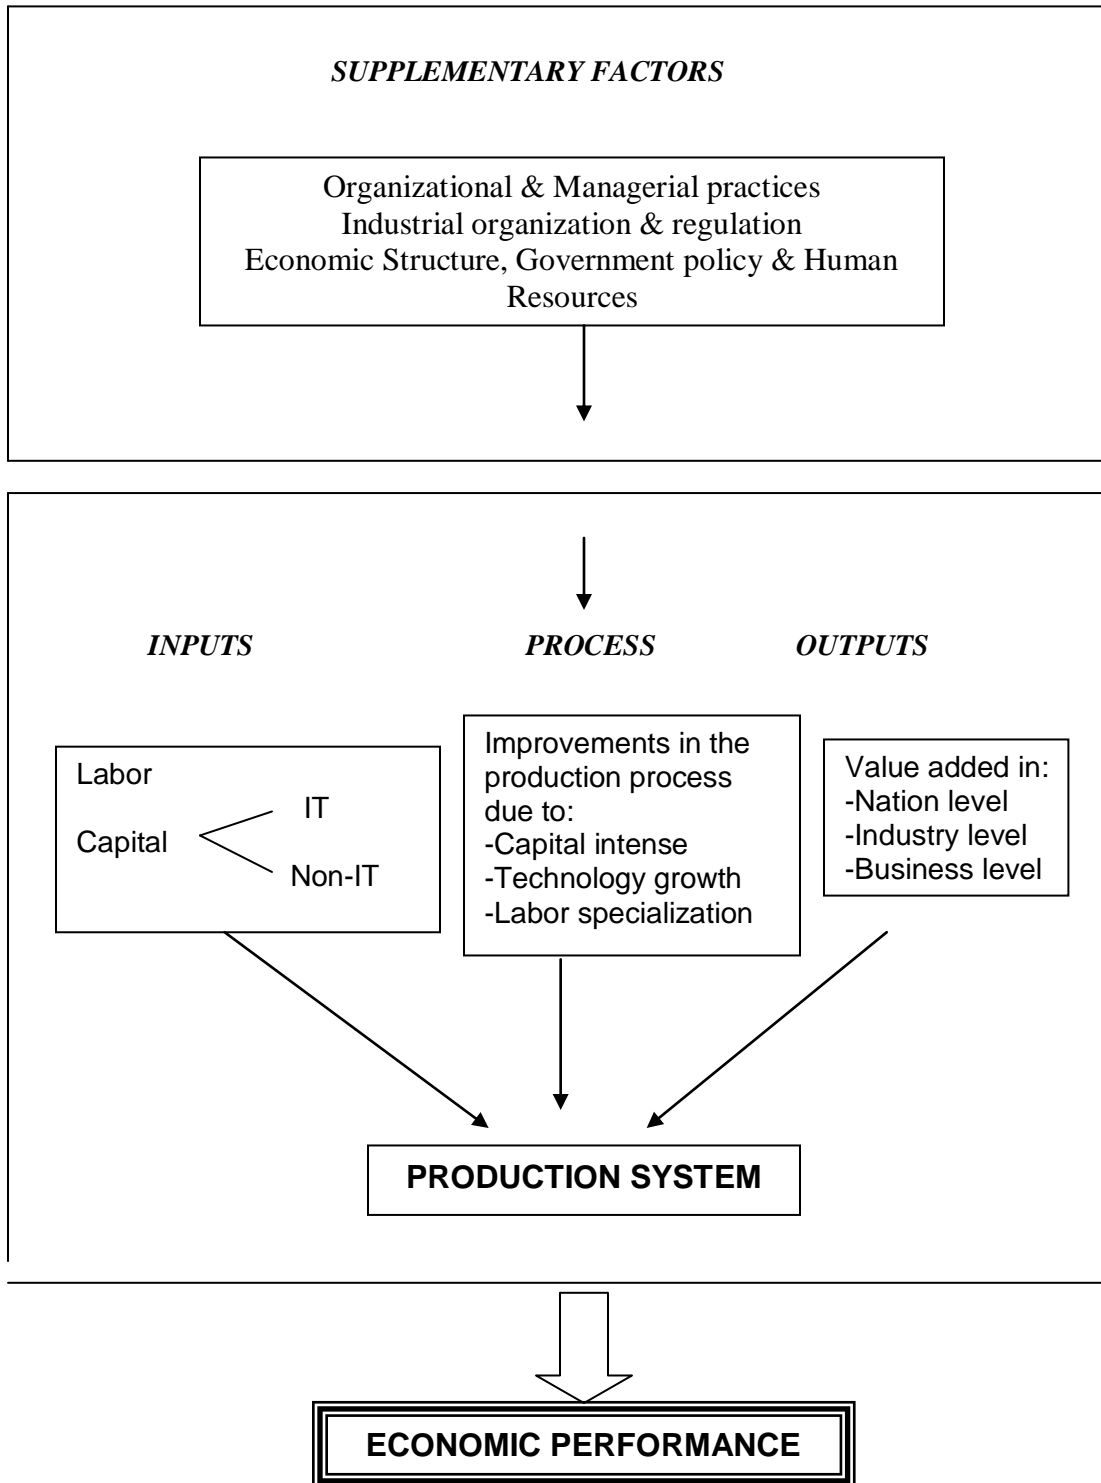 SUPPLEMENTARY FACTORS
Organizational & Managerial practices
Industrial organization & regulation
Economic Structure, Government policy & Human
Resources
INPUTS
PROCESS
OUTPUTS
Labor
Capital
IT
Non-IT
Improvements in the
production process
due to:
-Capital intense
-Technology growth
-Labor specialization
Value added in:
-Nation level
-Industry level
-Business level
PRODUCTION SYSTEM
ECONOMIC PERFORMANCE